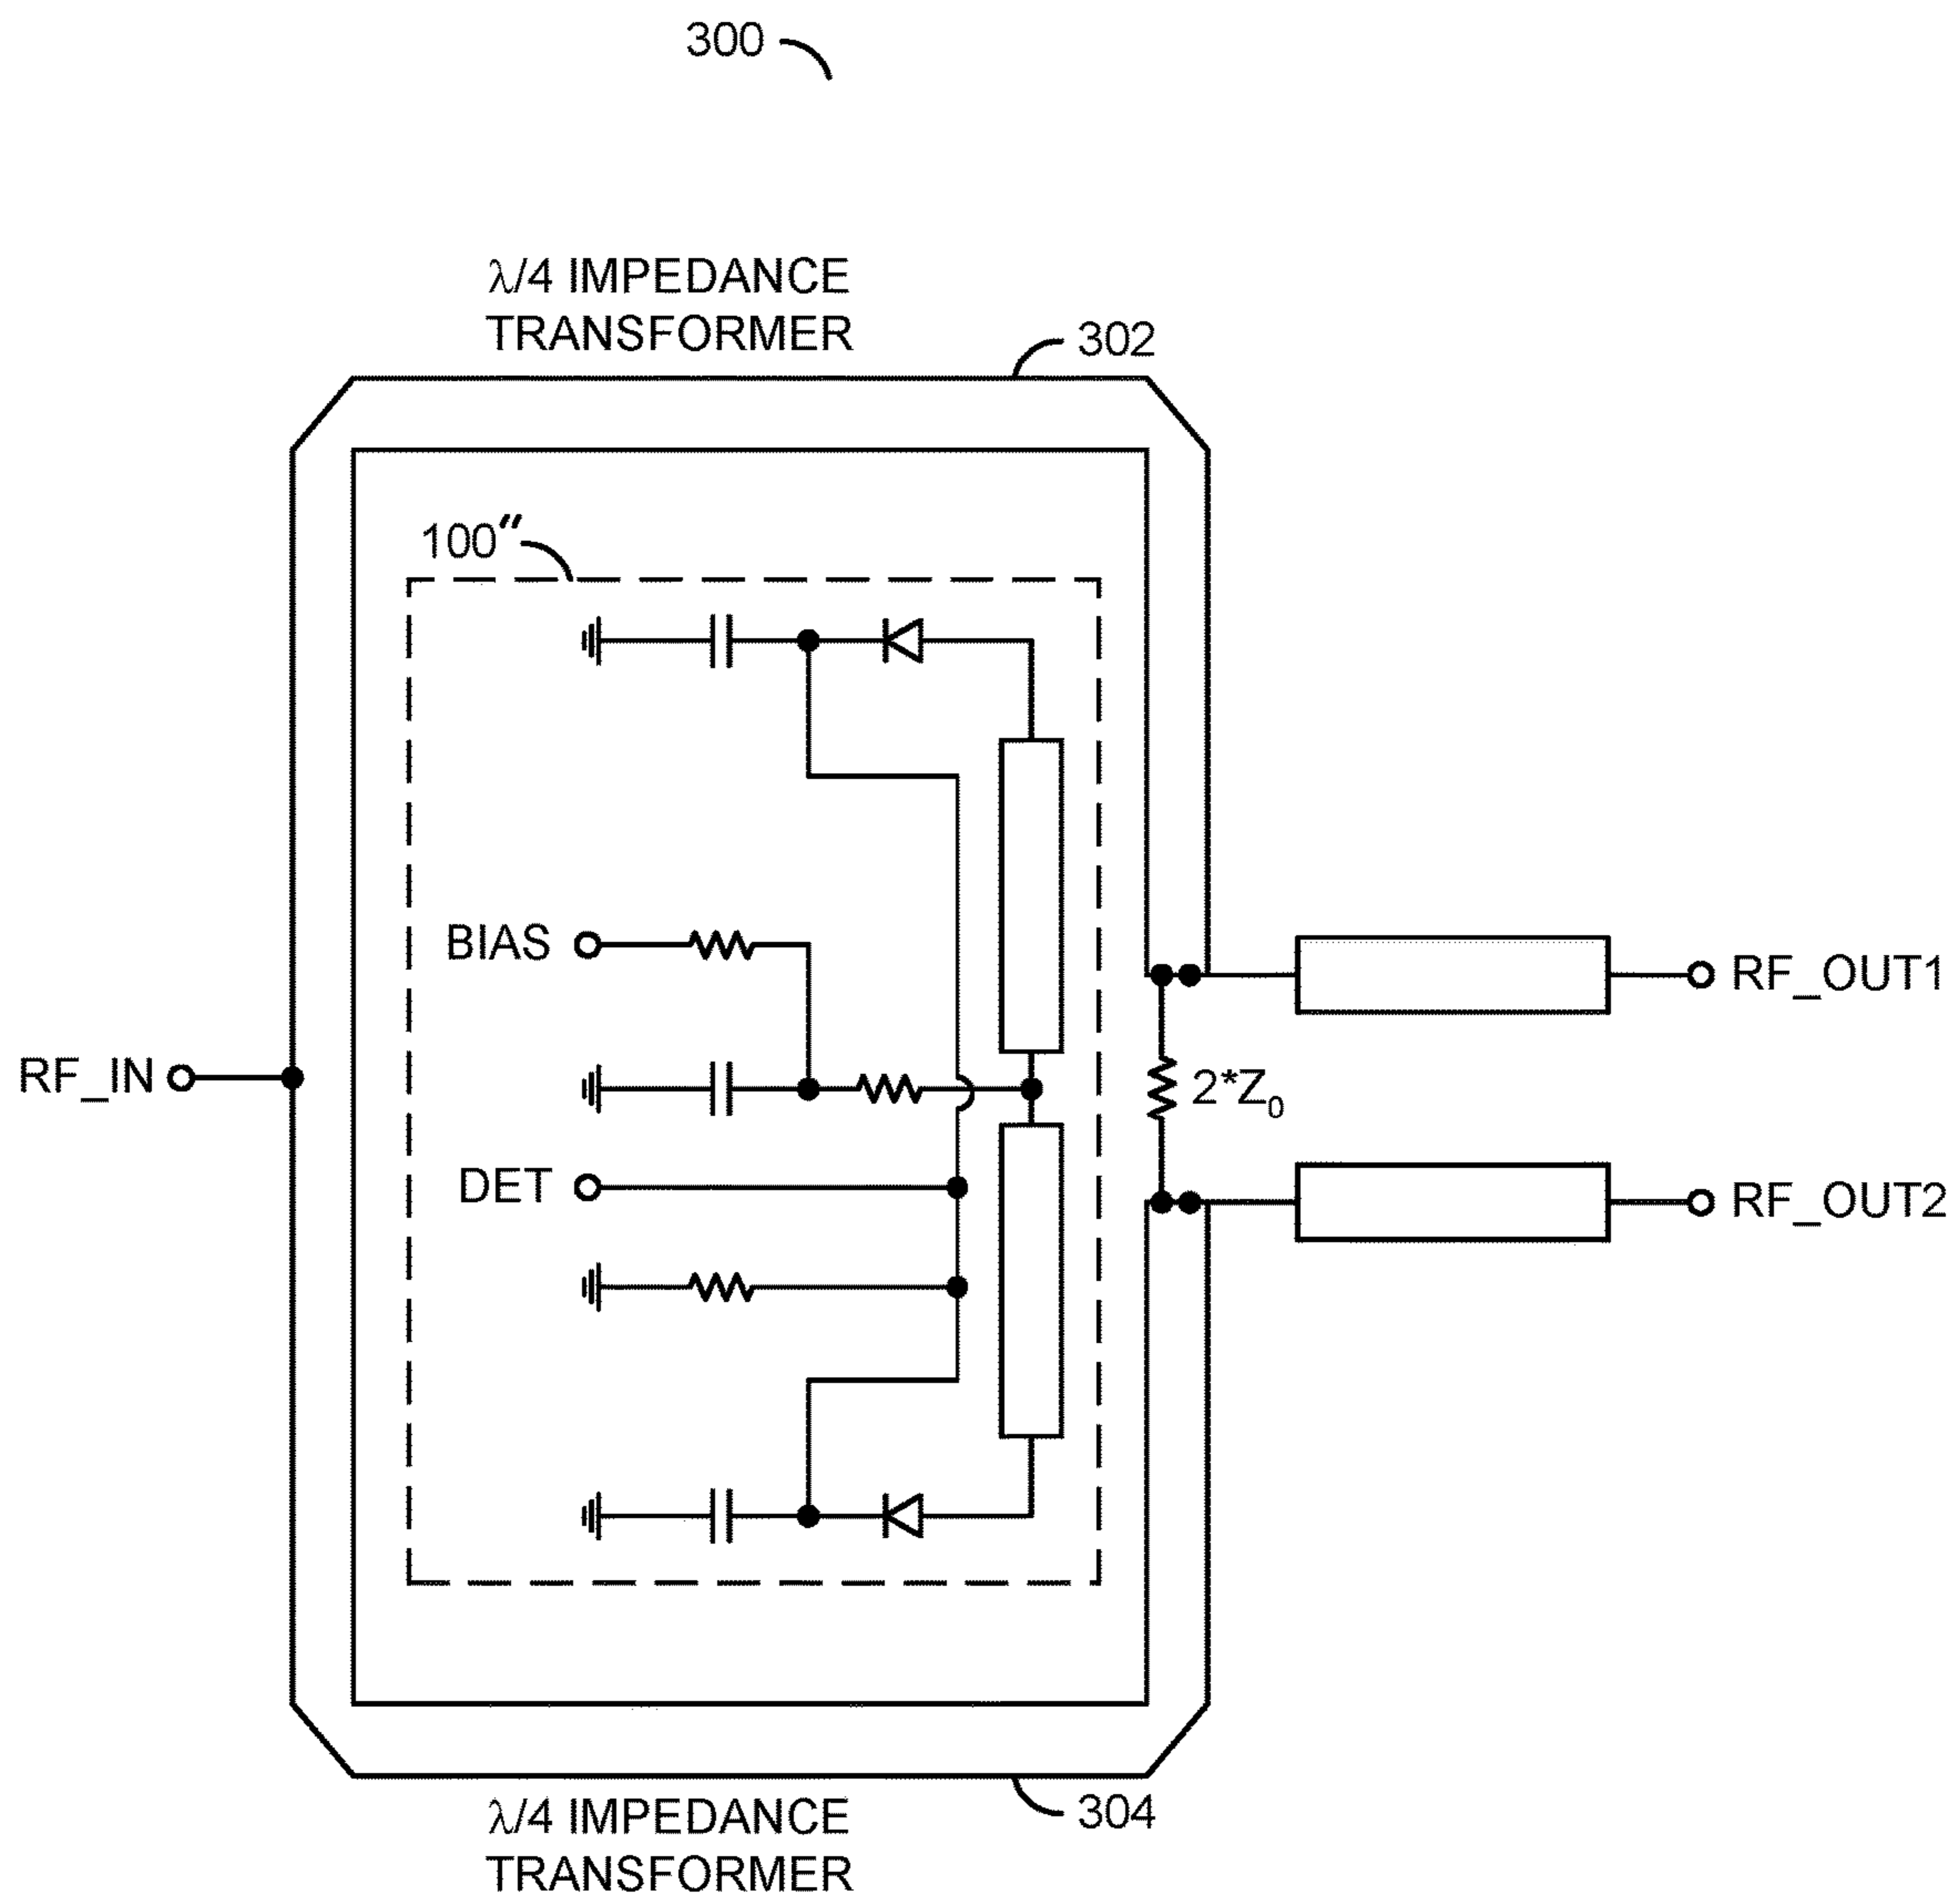 300
λ/4 IMPEDANCE
TRANSFORMER
302
100"
BIAS
RF_OUT1
RF_IN
2*Z₀
DET
RF_OUT2
304
λ/4 IMPEDANCE
TRANSFORMER